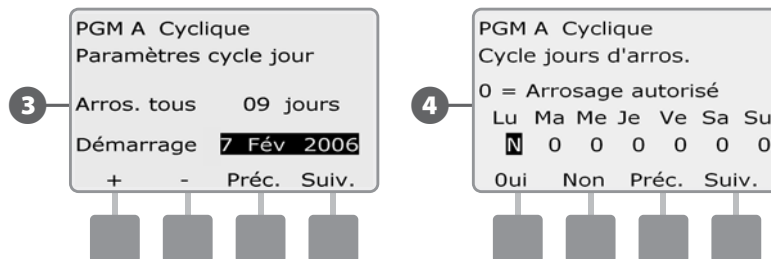 3
PGM A Cyclique
Paramètres cycle jour
Arros. tous 09 jours
Démarrage 7 Fév 2006
+ - Préc. Suiv.
4
PGM A Cyclique
Cycle jours d'arros.
0 = Arrosage autorisé
Lu Ma Me Je Ve Sa Su
N 0 0 0 0 0 0
0ui Non Préc. Suiv.